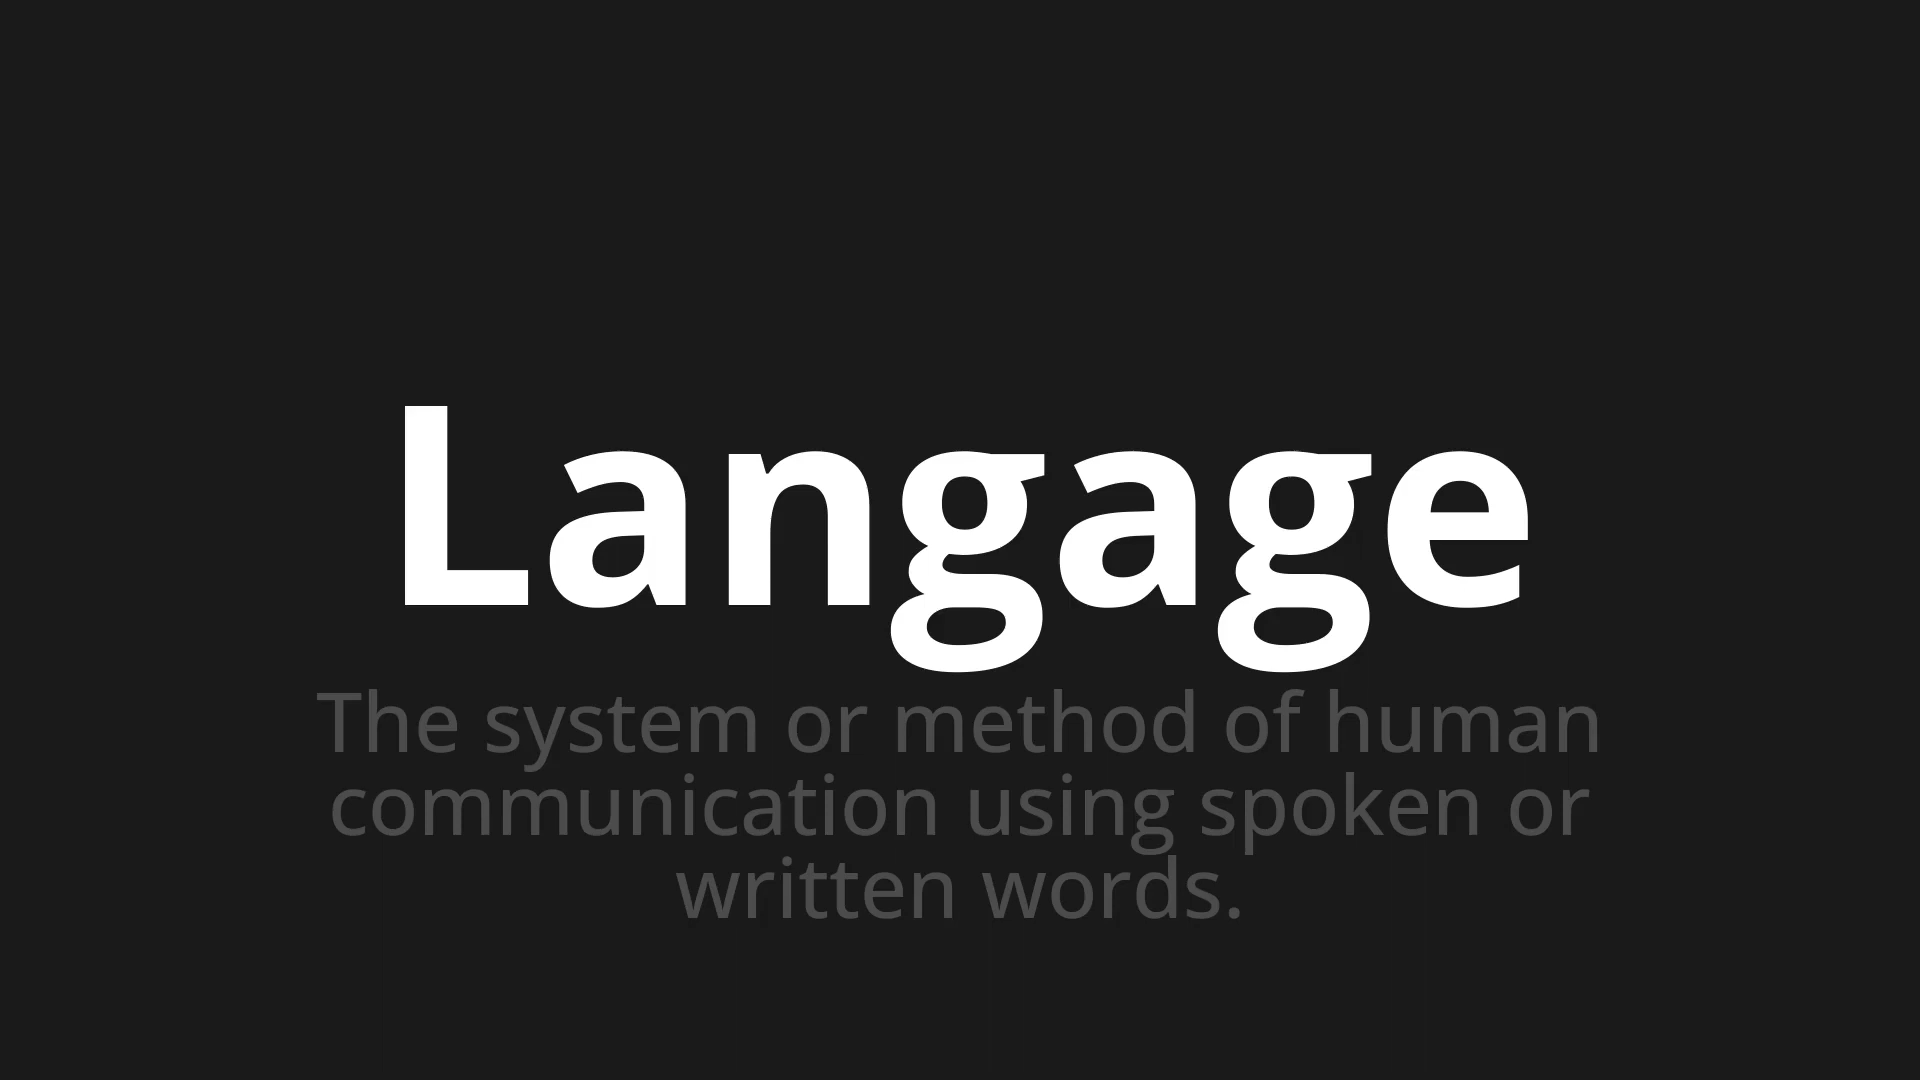 Langage
The system or method of human
communication using spoken or
written words.